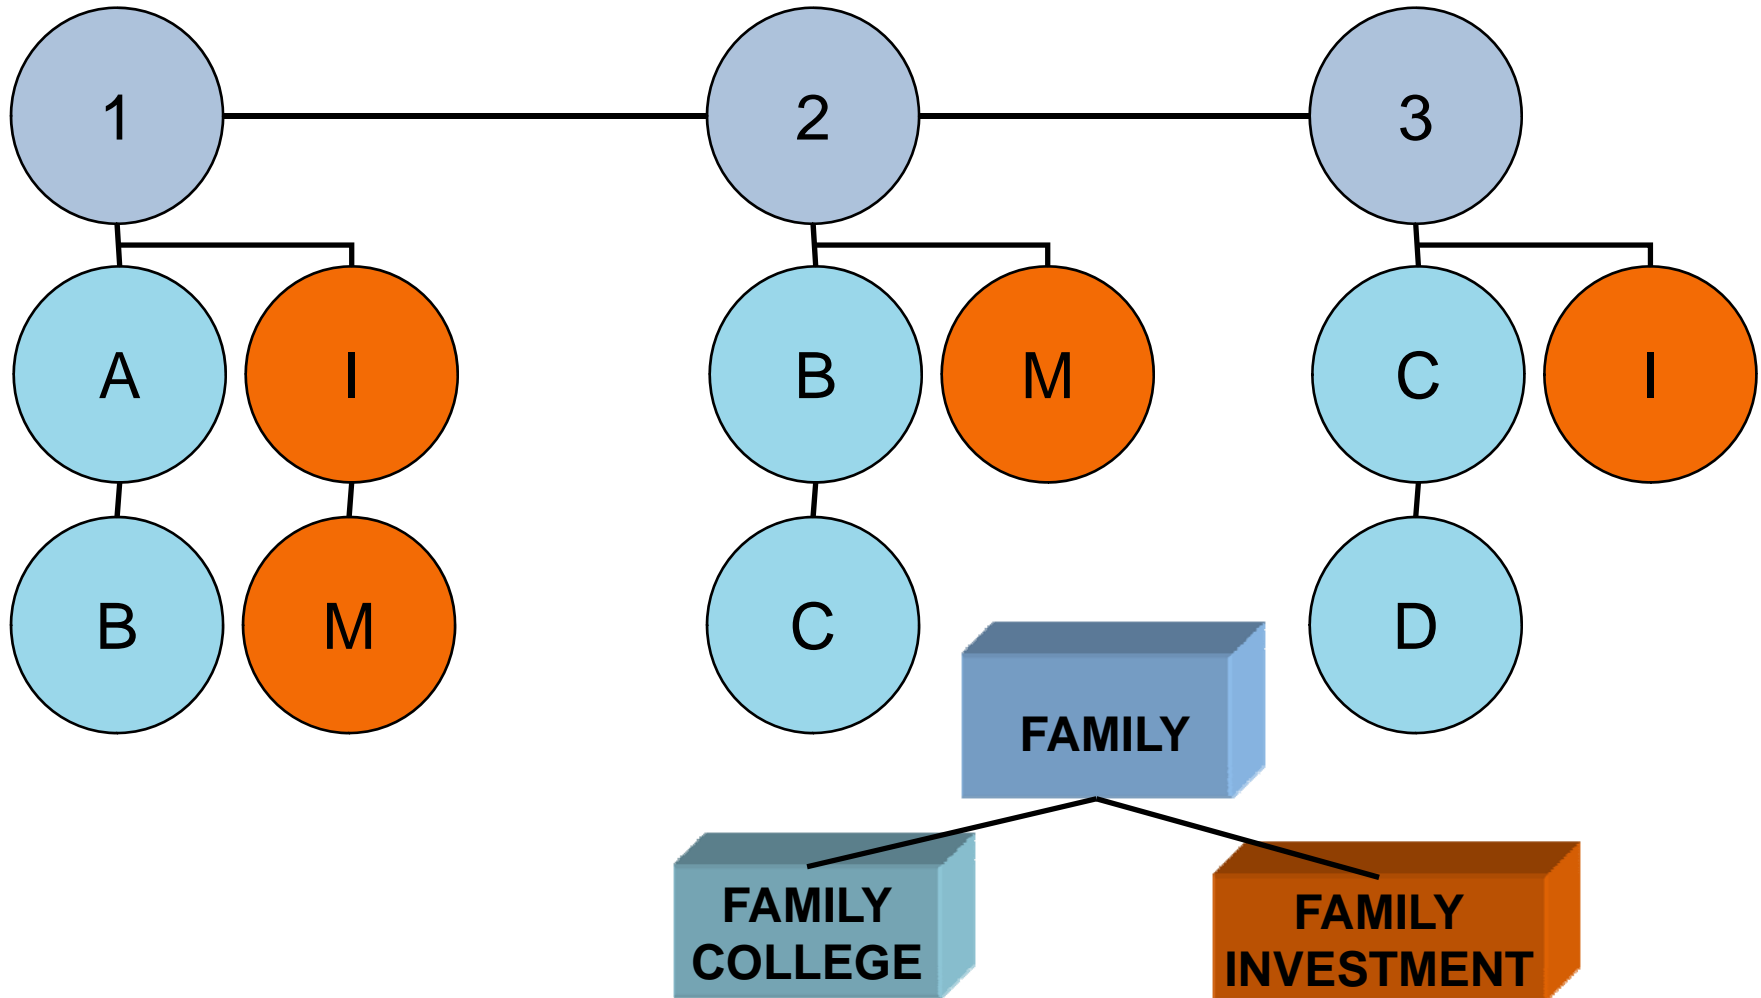 1 2 3
A I B M C I
B M C D
FAMILY
FAMILY
COLLEGE
FAMILY
INVESTMENT